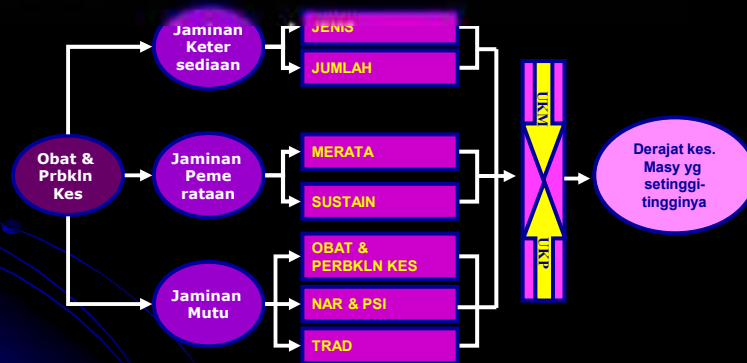 Obat &
Prbkln
Kes
Jaminan
Keter
sediaan
JENIS
JUMLAH
Jaminan
Peme
rataan
MERATA
SUSTAIN
Jaminan
Mutu
OBAT &
PERBKLN KES
NAR & PSI
TRAD
UKM
UKP
Derajat kes.
Masy yg
setinggi-
tingginya